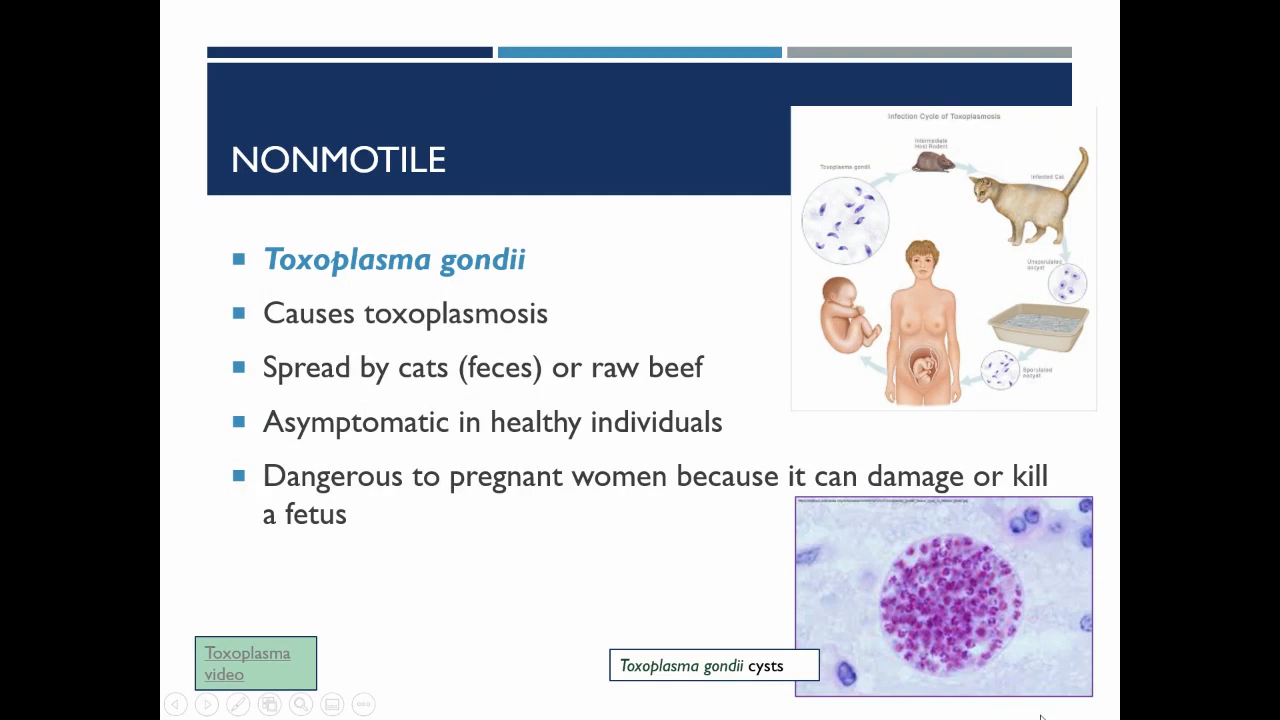 NONMOTILE
Infection Cycle of Toxoplasmosis
Intermediate
Host Rodent
Toxoplasma gondii
Infected Cat
Unsporulated
oocyst
Sporulated
oocyst
Toxoplasma gondii
Causes toxoplasmosis
Spread by cats (feces) or raw beef
Asymptomatic in healthy individuals
Dangerous to pregnant women because it can damage or kill
a fetus
Toxoplasma
video
Toxoplasma gondii cysts